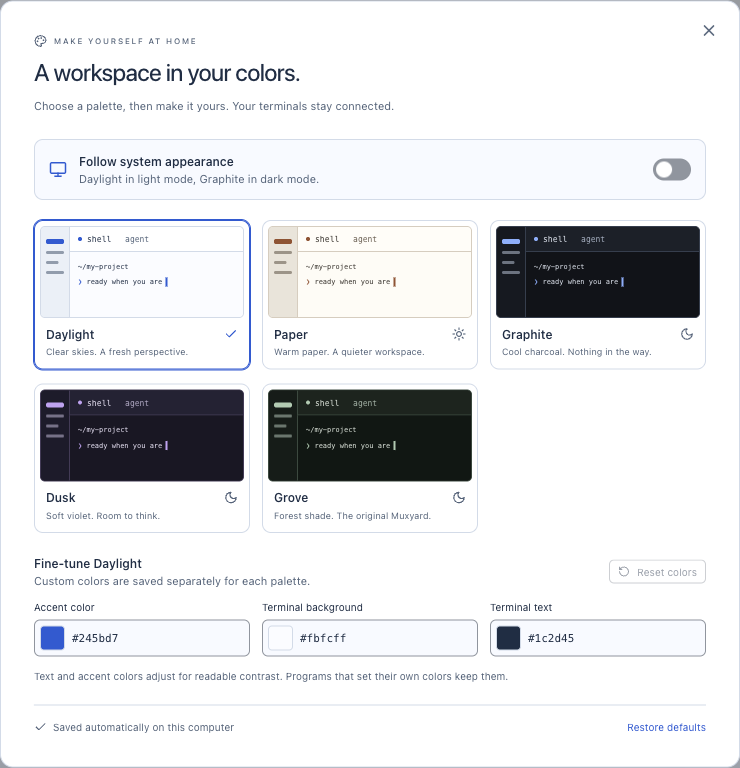 MAKE YOURSELF AT HOME
A workspace in your colors.
Choose a palette, then make it yours. Your terminals stay connected.
Follow system appearance
Daylight in light mode, Graphite in dark mode.
shell agent
~/my-project
❯ ready when you are
Daylight
Clear skies. A fresh perspective.
shell agent
~/my-project
❯ ready when you are
Paper
Warm paper. A quieter workspace.
shell agent
~/my-project
❯ ready when you are
Graphite
Cool charcoal. Nothing in the way.
shell agent
~/my-project
❯ ready when you are
Dusk
Soft violet. Room to think.
shell agent
~/my-project
❯ ready when you are
Grove
Forest shade. The original Muxyard.
Fine-tune Daylight
Custom colors are saved separately for each palette.
Reset colors
Accent color
#245bd7
Terminal background
#fbfcff
Terminal text
#1c2d45
Text and accent colors adjust for readable contrast. Programs that set their own colors keep them.
Saved automatically on this computer
Restore defaults